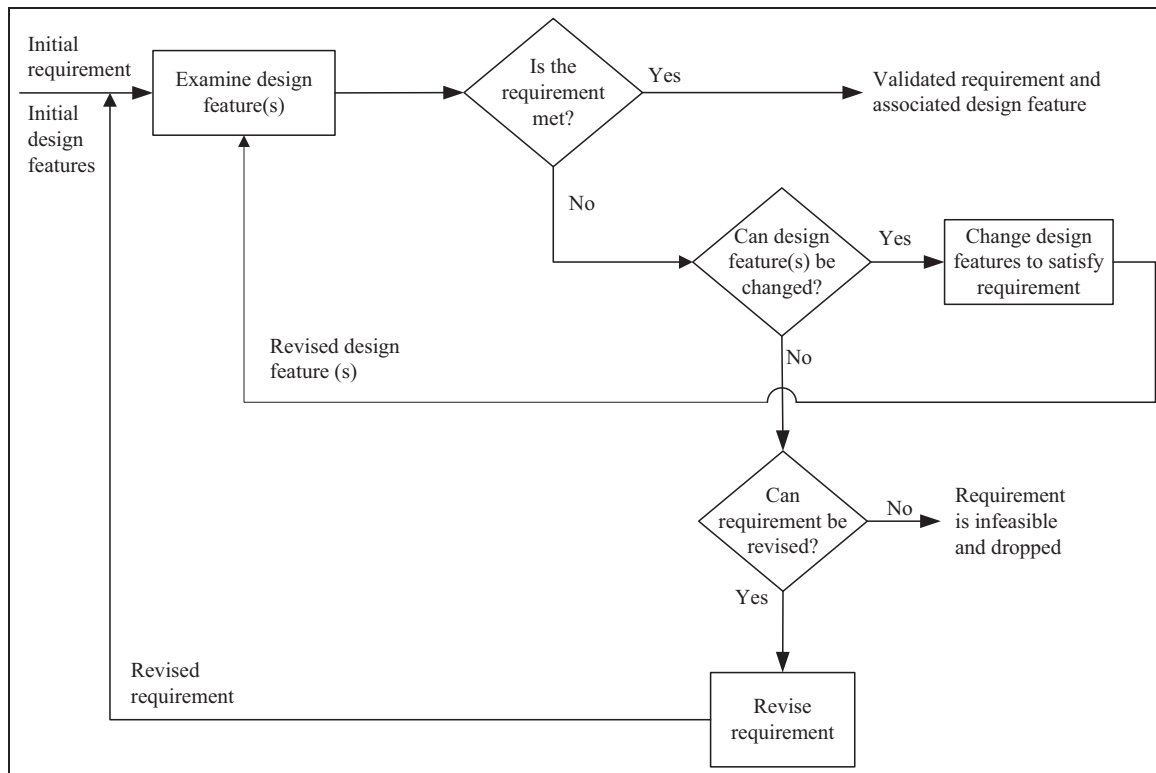 Initial
requirement
Initial
design
features
Examine design
feature(s)
Is the
requirement
met?
Yes
Validated requirement and
associated design feature
No
Can design
feature(s) be
changed?
Yes
Change design
features to satisfy
requirement
Revised design
feature (s)
No
Can
requirement be
revised?
No
Requirement
is infeasible
and dropped
Yes
Revised
requirement
Revise
requirement